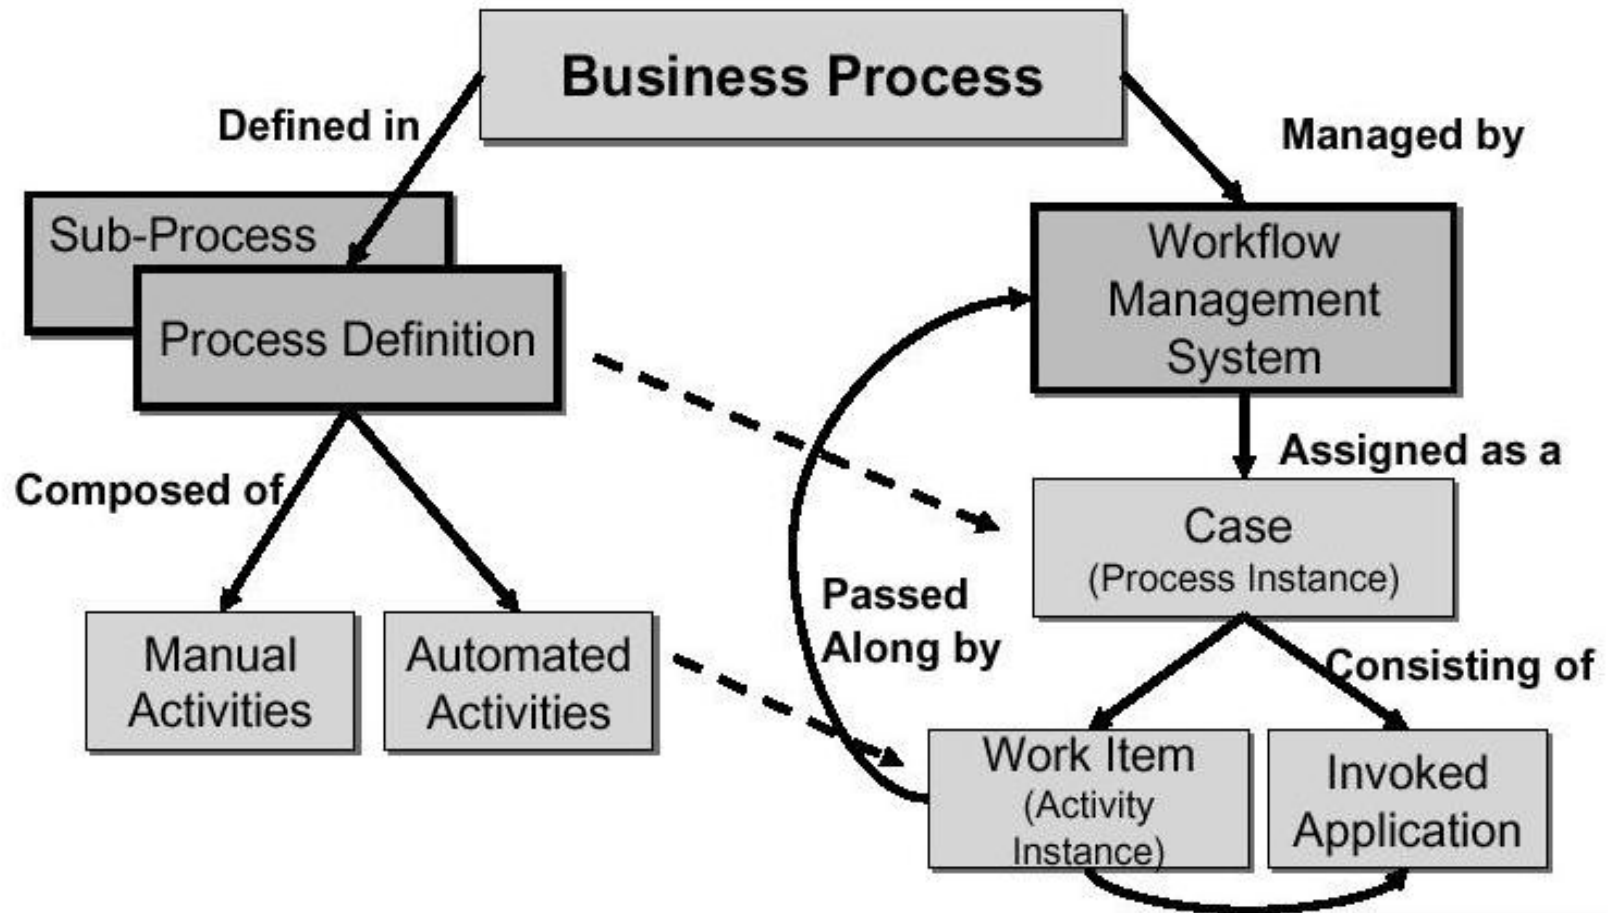 Business Process
Defined in
Managed by
Sub-Process
Process Definition
Workflow
Management
System
Composed of
Assigned as a
Case
(Process Instance)
Passed
Along by
Consisting of
Manual
Activities
Automated
Activities
Work Item
(Activity
Instance)
Invoked
Application